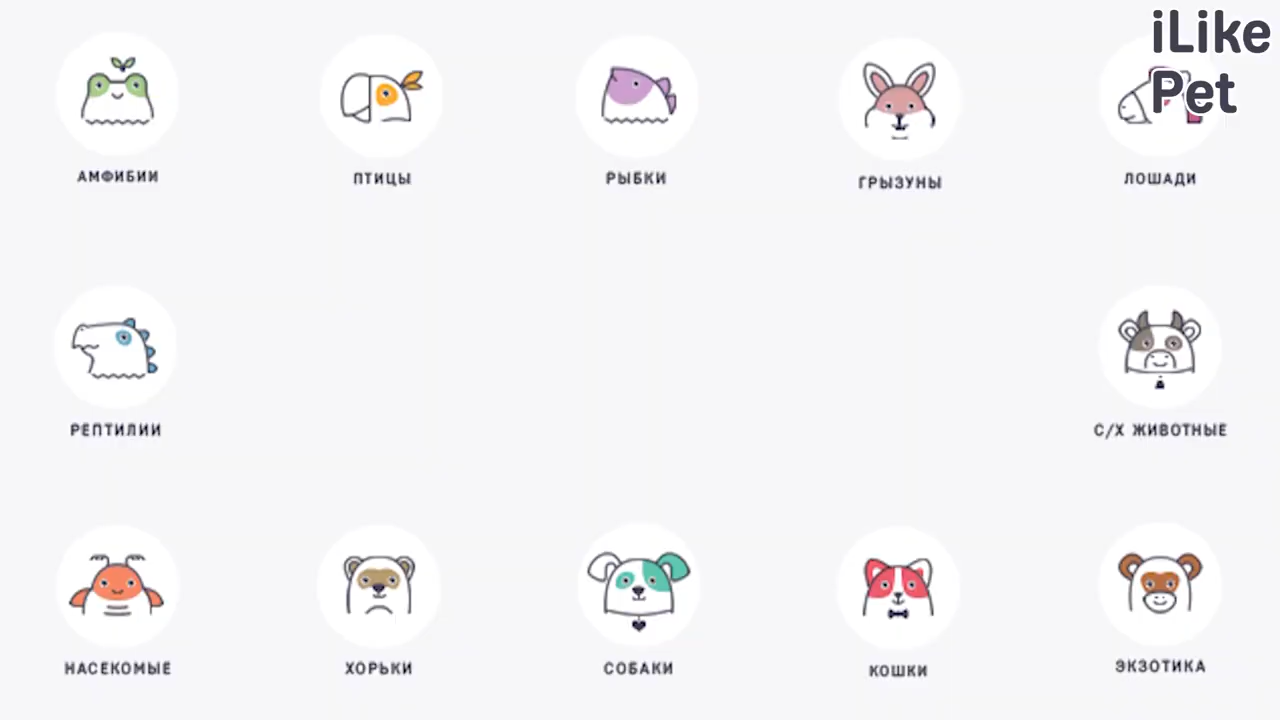 iLike
Pet
АМФИБИИ
ПТИЦЫ
РЫБКИ
ГРЫЗУНЫ
ЛОШАДИ
РЕПТИЛИИ
С/Х ЖИВОТНЫЕ
НАСЕКОМЫЕ
ХОРЬКИ
СОБАКИ
КОШКИ
ЭКЗОТИКА